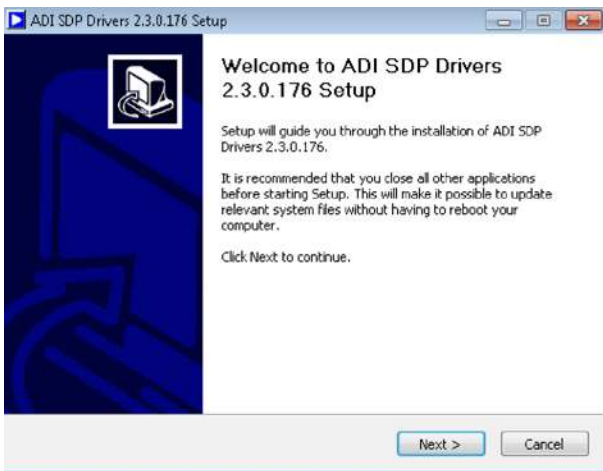 ADI SDP Drivers 2.3.0.176 Setup
Welcome to ADI SDP Drivers
2.3.0.176 Setup
Setup will guide you through the installation of ADI SDP
Drivers 2.3.0.176.
It is recommended that you close all other applications
before starting Setup. This will make it possible to update
relevant system files without having to reboot your
computer.
Click Next to continue.
Next > Cancel